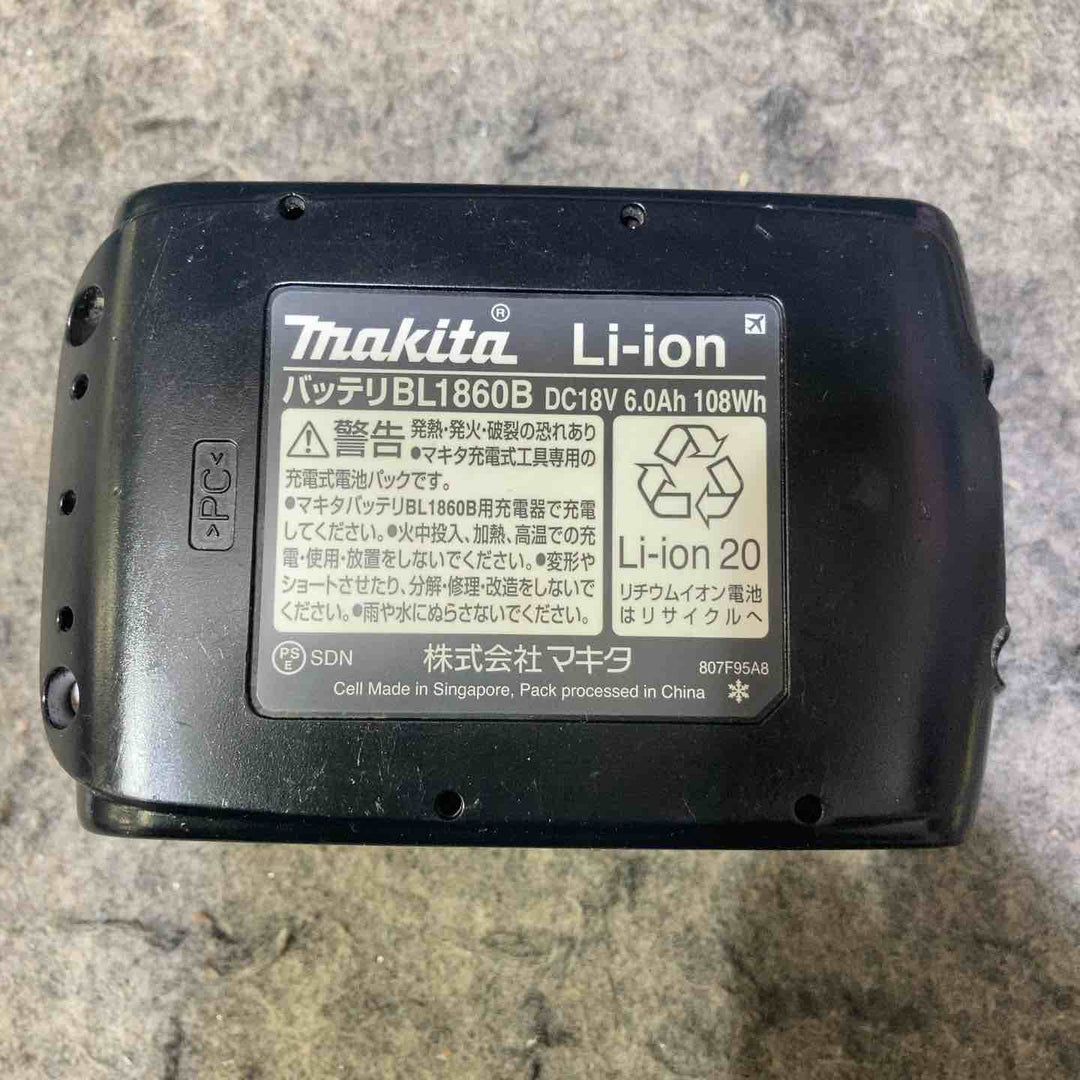 makita® Li-ion
バッテリBL1860B DC18V 6.0Ah 108Wh
警告 発熱・発火・破裂の恐れあり
●マキタ充電式工具専用の
充電式電池パックです。
●マキタバッテリBL1860B用充電器で充電
してください。●火中投入、加熱、高温での充
電・使用・放置をしないでください。●変形や
ショートさせたり、分解・修理・改造をしないで
ください。●雨や水にぬらさないでください。
Li-ion 20
リチウムイオン電池
はリサイクルへ
PSE SDN 株式会社マキタ 807F95A8
Cell Made in Singapore, Pack processed in China
>PC<